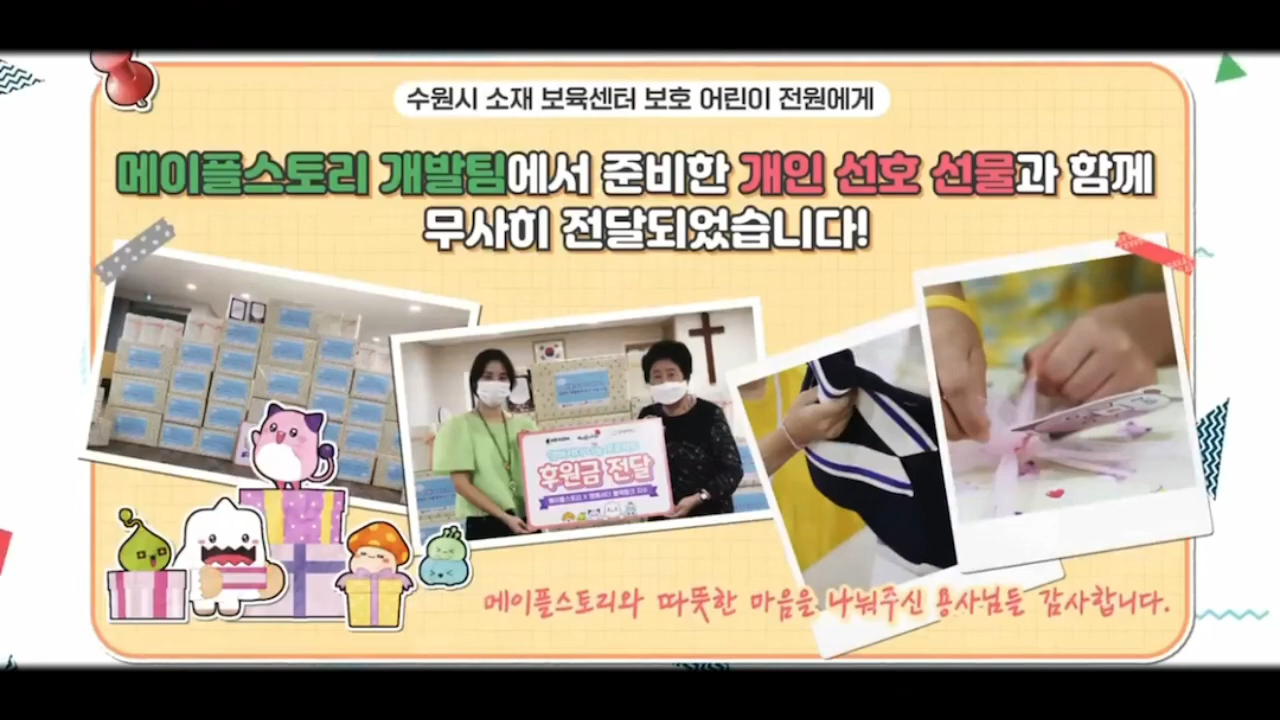 수원시 소재 보육센터 보호 어린이 전원에게
메이플스토리 개발팀에서 준비한 개인 선호 선물과 함께
무사히 전달되었습니다!
후원금 전달
메이플스토리와 따뜻한 마음을 나눠주신 용사님들 감사합니다.